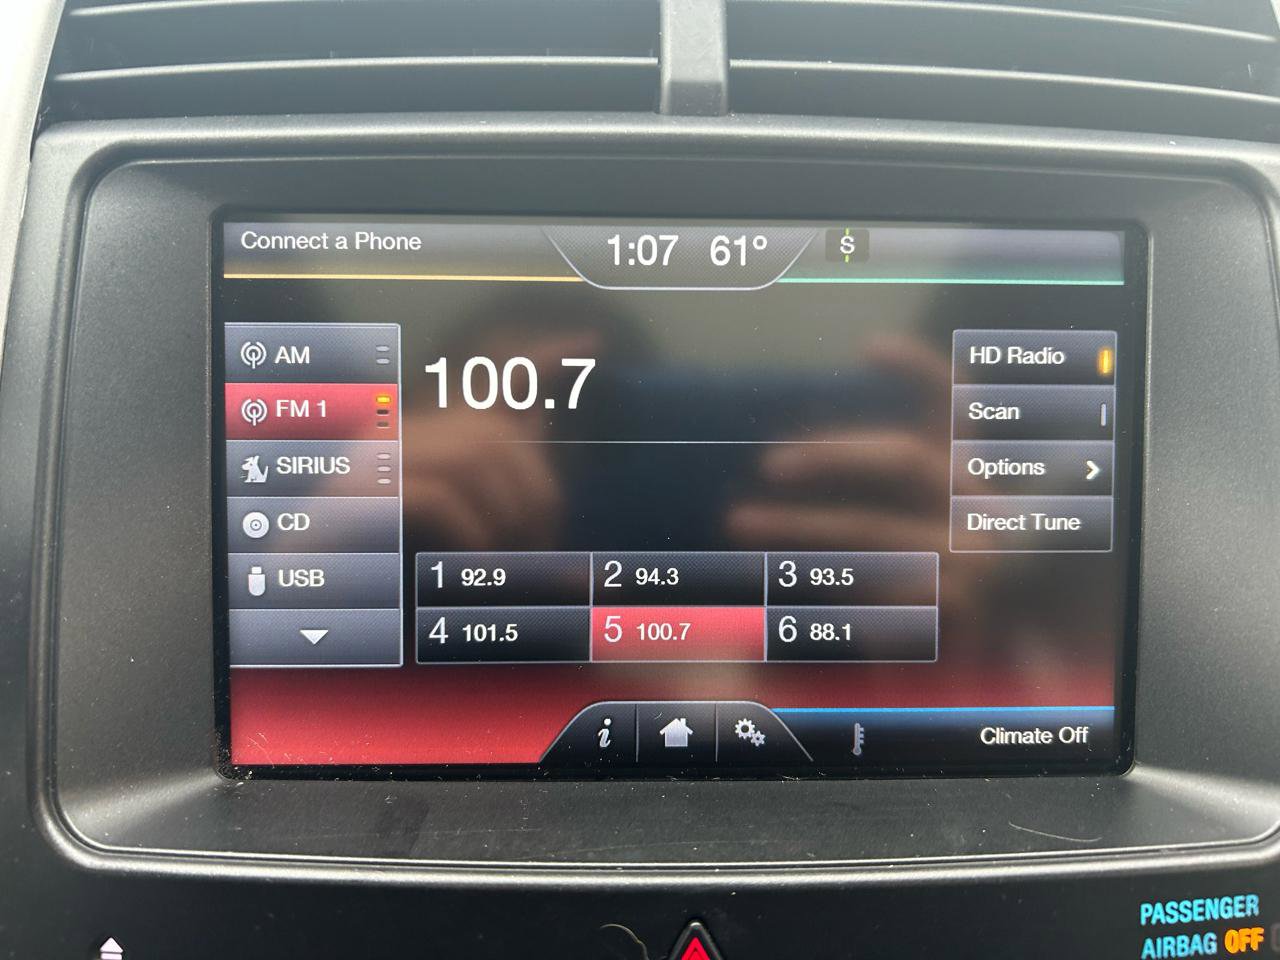 Connect a Phone
1:07 61°
S
AM
FM 1
SIRIUS
CD
USB
100.7
HD Radio
Scan
Options
Direct Tune
1 92.9
2 94.3
3 93.5
4 101.5
5 100.7
6 88.1
i
Climate Off
PASSENGER
AIRBAG OFF